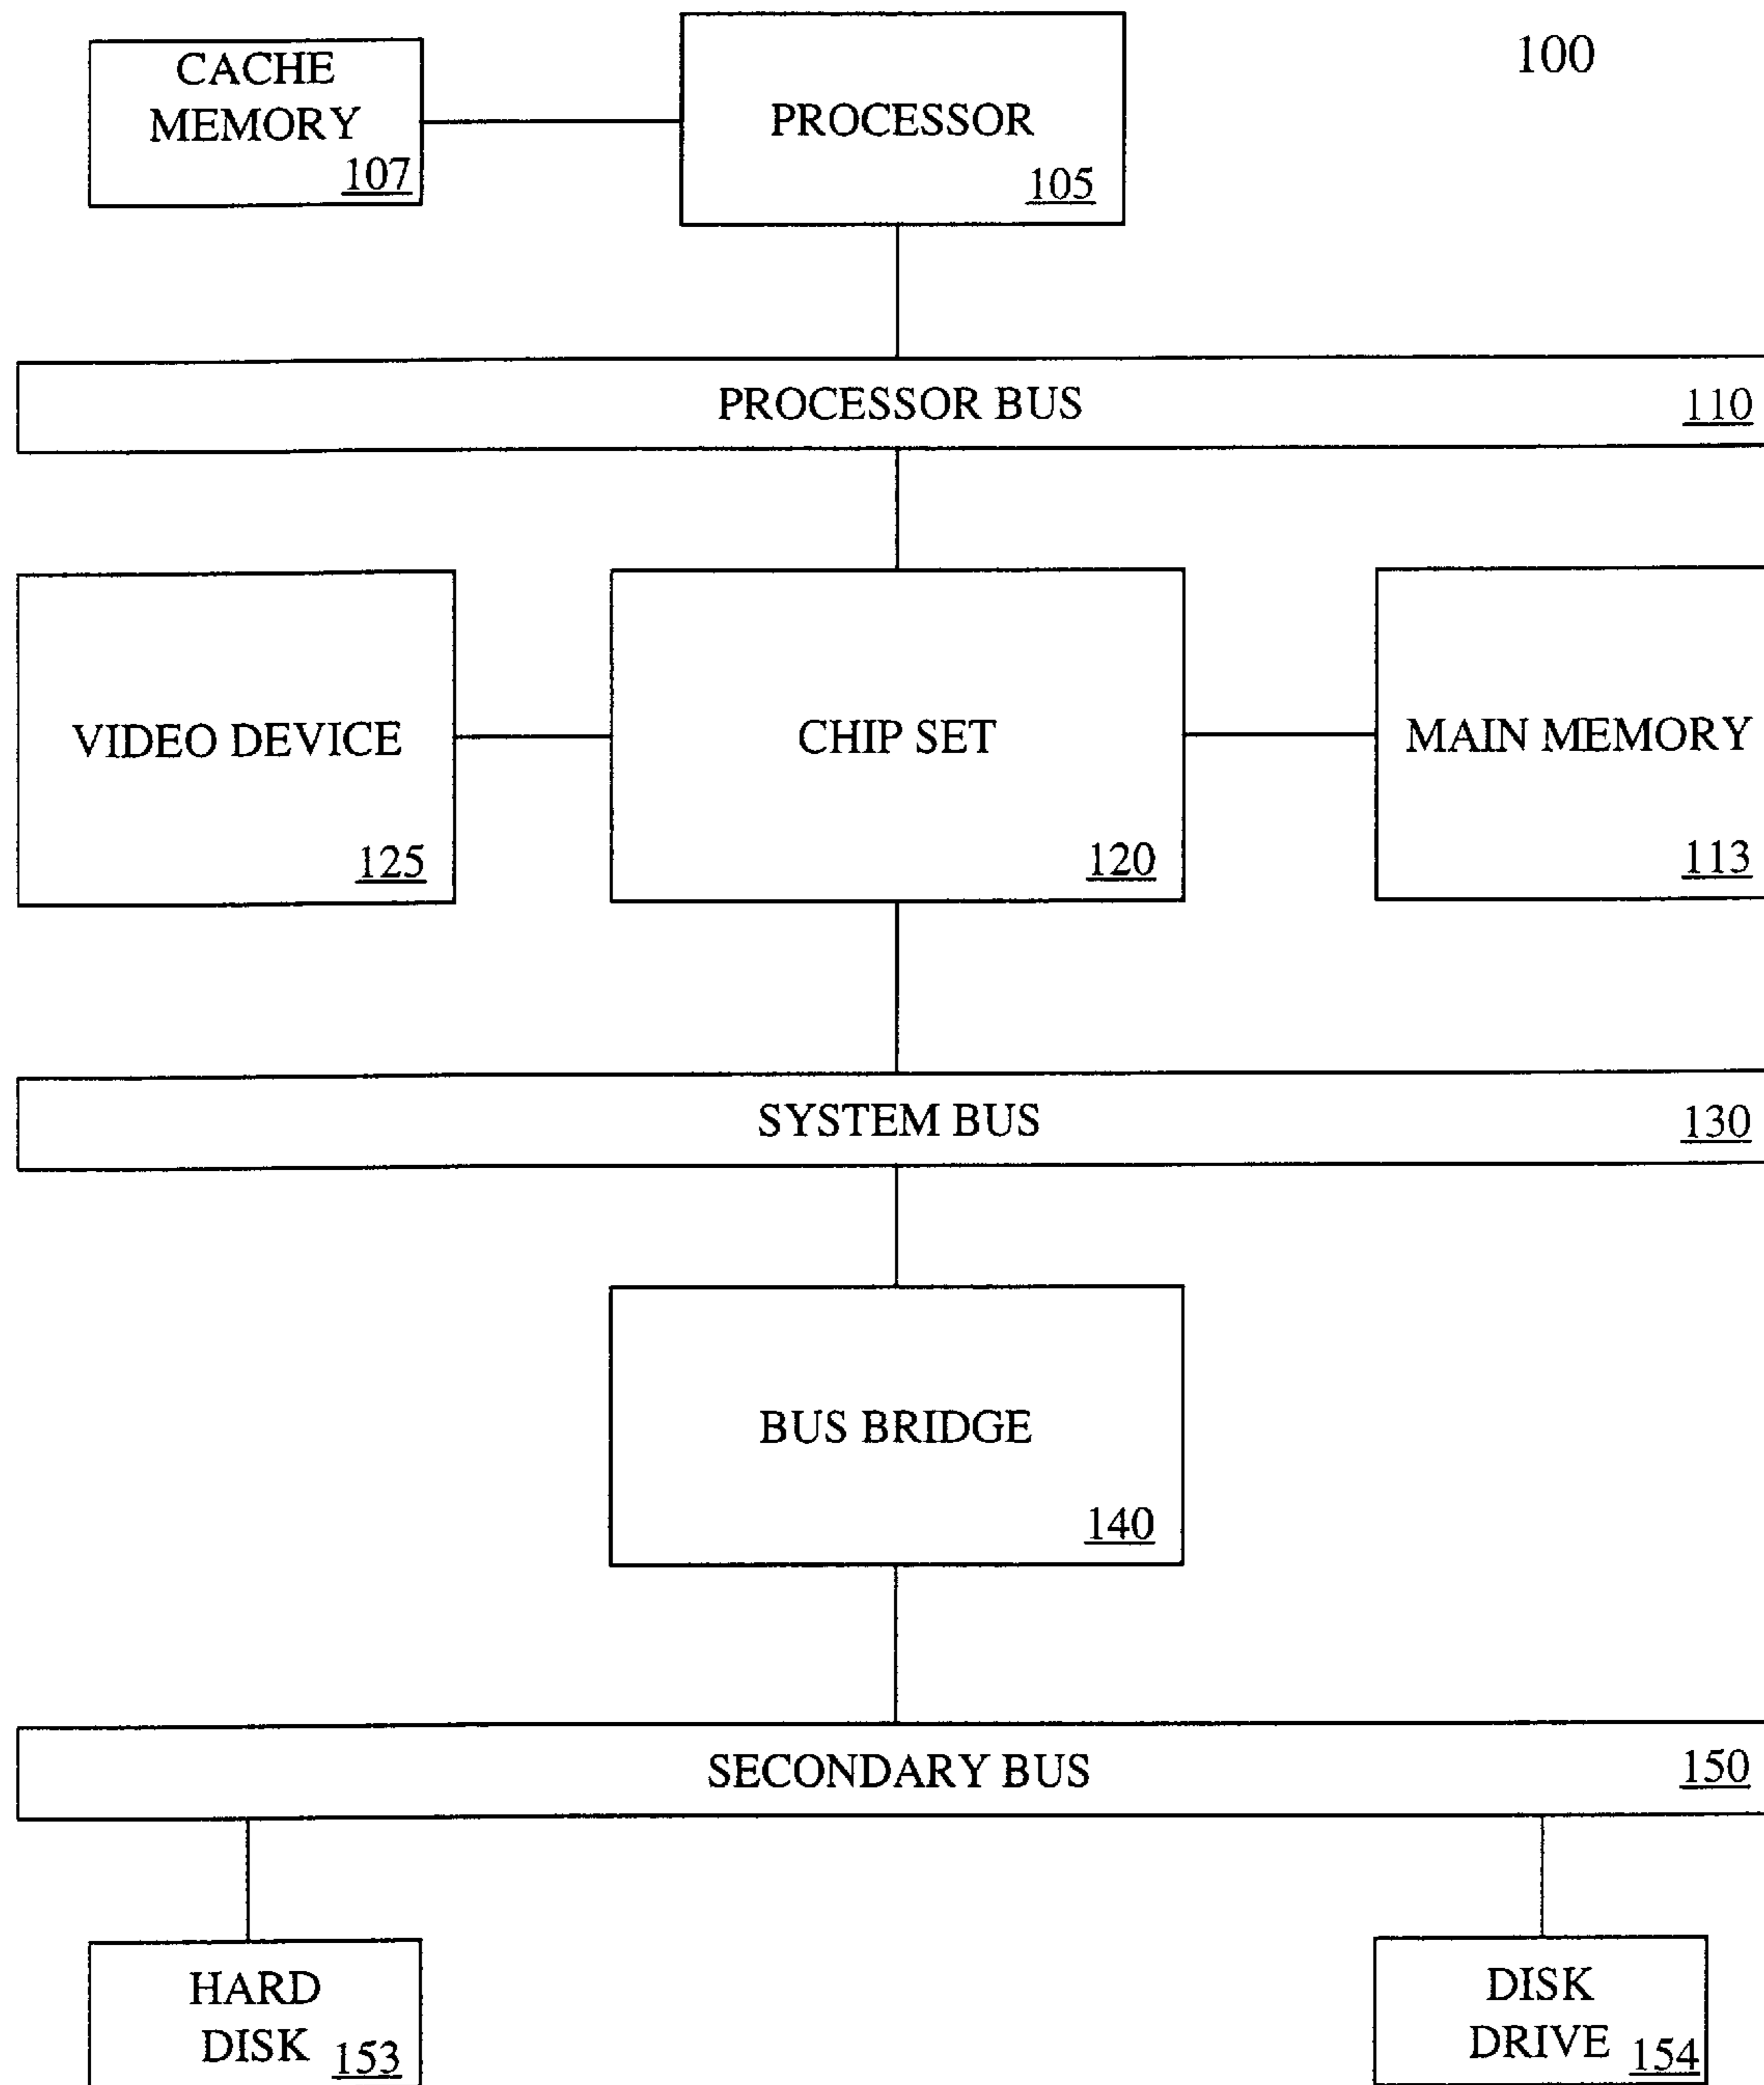 100
CACHE
MEMORY
107
PROCESSOR
105
PROCESSOR BUS 110
VIDEO DEVICE
125
CHIP SET
120
MAIN MEMORY
113
SYSTEM BUS 130
BUS BRIDGE
140
SECONDARY BUS 150
HARD
DISK 153
DISK
DRIVE 154